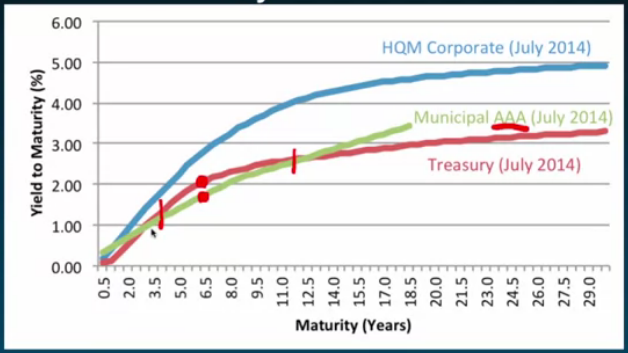 6.00
HQM Corporate (July 2014)
5.00
4.00
Municipal AAA (July 2014)
3.00
Treasury (July 2014)
2.00
1.00
0.00
Yield to Maturity (%)
0.5 2.0 3.5 5.0 6.5 8.0 9.5 11.0 12.5 14.0 15.5 17.0 18.5 20.0 21.5 23.0 24.5 26.0 27.5 29.0
Maturity (Years)